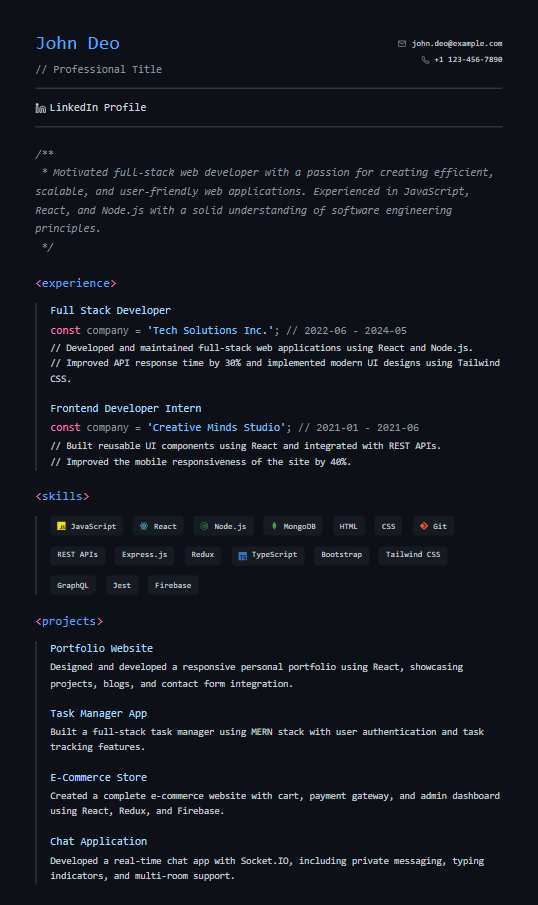 John Deo
john.deo@example.com
// Professional Title
+1 123-456-7890
LinkedIn Profile
/**
* Motivated full-stack web developer with a passion for creating efficient,
scalable, and user-friendly web applications. Experienced in JavaScript,
React, and Node.js with a solid understanding of software engineering
principles.
*/
<experience>
Full Stack Developer
const company = 'Tech Solutions Inc.'; // 2022-06 - 2024-05
// Developed and maintained full-stack web applications using React and Node.js.
// Improved API response time by 30% and implemented modern UI designs using Tailwind
CSS.
Frontend Developer Intern
const company = 'Creative Minds Studio'; // 2021-01 - 2021-06
// Built reusable UI components using React and integrated with REST APIs.
// Improved the mobile responsiveness of the site by 40%.
<skills>
JS JavaScript React Node.js MongoDB HTML CSS Git
REST APIs Express.js Redux TS TypeScript Bootstrap Tailwind CSS
GraphQL Jest Firebase
<projects>
Portfolio Website
Designed and developed a responsive personal portfolio using React, showcasing
projects, blogs, and contact form integration.
Task Manager App
Built a full-stack task manager using MERN stack with user authentication and task
tracking features.
E-Commerce Store
Created a complete e-commerce website with cart, payment gateway, and admin dashboard
using React, Redux, and Firebase.
Chat Application
Developed a real-time chat app with Socket.IO, including private messaging, typing
indicators, and multi-room support.